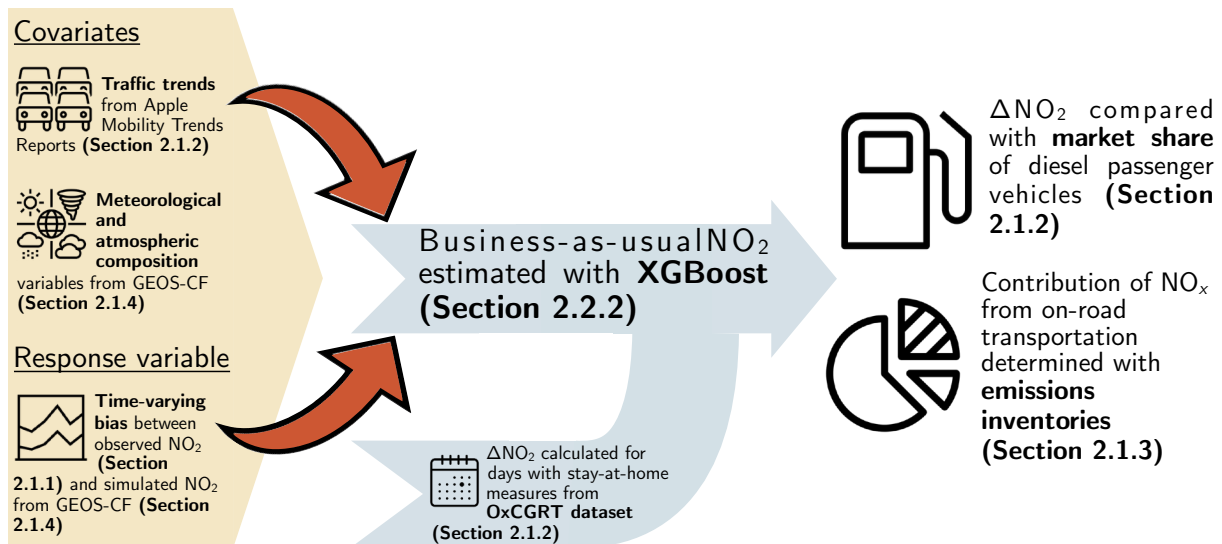 Covariates
Traffic trends
from Apple
Mobility Trends
Reports (Section 2.1.2)
Meteorological
and
atmospheric
composition
variables from GEOS-CF
(Section 2.1.4)
Response variable
Time-varying
bias between
observed NO₂
(Section
2.1.1) and simulated NO₂
from GEOS-CF (Section
2.1.4)
Business-as-usualNO₂
estimated with XGBoost
(Section 2.2.2)
ΔNO₂ calculated for
days with stay-at-home
measures from
OxCGRT dataset
(Section 2.1.2)
ΔNO₂ compared
with market share
of diesel passenger
vehicles (Section
2.1.2)
Contribution of NOₓ
from on-road
transportation
determined with
emissions
inventories
(Section 2.1.3)